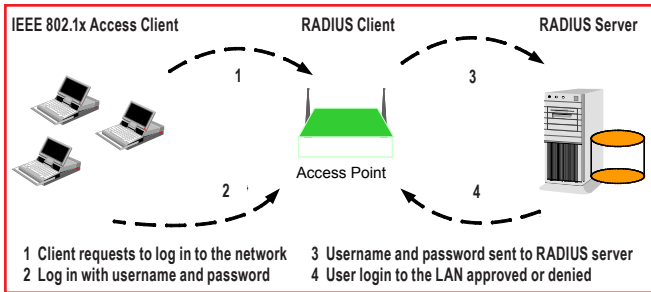 IEEE 802.1x Access Client
RADIUS Client
RADIUS Server
1
3
Access Point
2
4
1 Client requests to log in to the network
2 Log in with username and password
3 Username and password sent to RADIUS server
4 User login to the LAN approved or denied